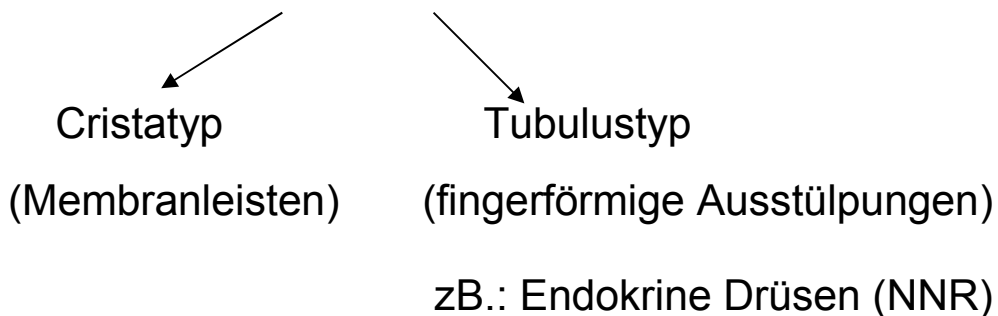 Cristatyp Tubulustyp
(Membranleisten) (fingerförmige Ausstülpungen)
zB.: Endokrine Drüsen (NNR)